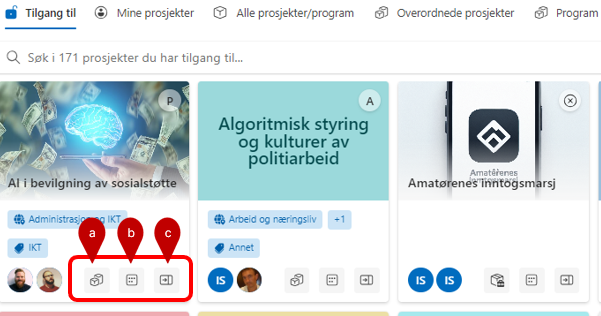 Tilgang til Mine prosjekter Alle prosjekter/program Overordnede prosjekter Program
Søk i 171 prosjekter du har tilgang til...
P
AI i bevilgning av sosialstøtte
Administrasjon og IKT
IKT
a b c
A
Algoritmisk styring
og kulturer av
politiarbeid
Arbeid og næringsliv +1
Annet
IS
Amatørenes
inntogsmarsj
Amatørenes inntogsmarsj
IS IS